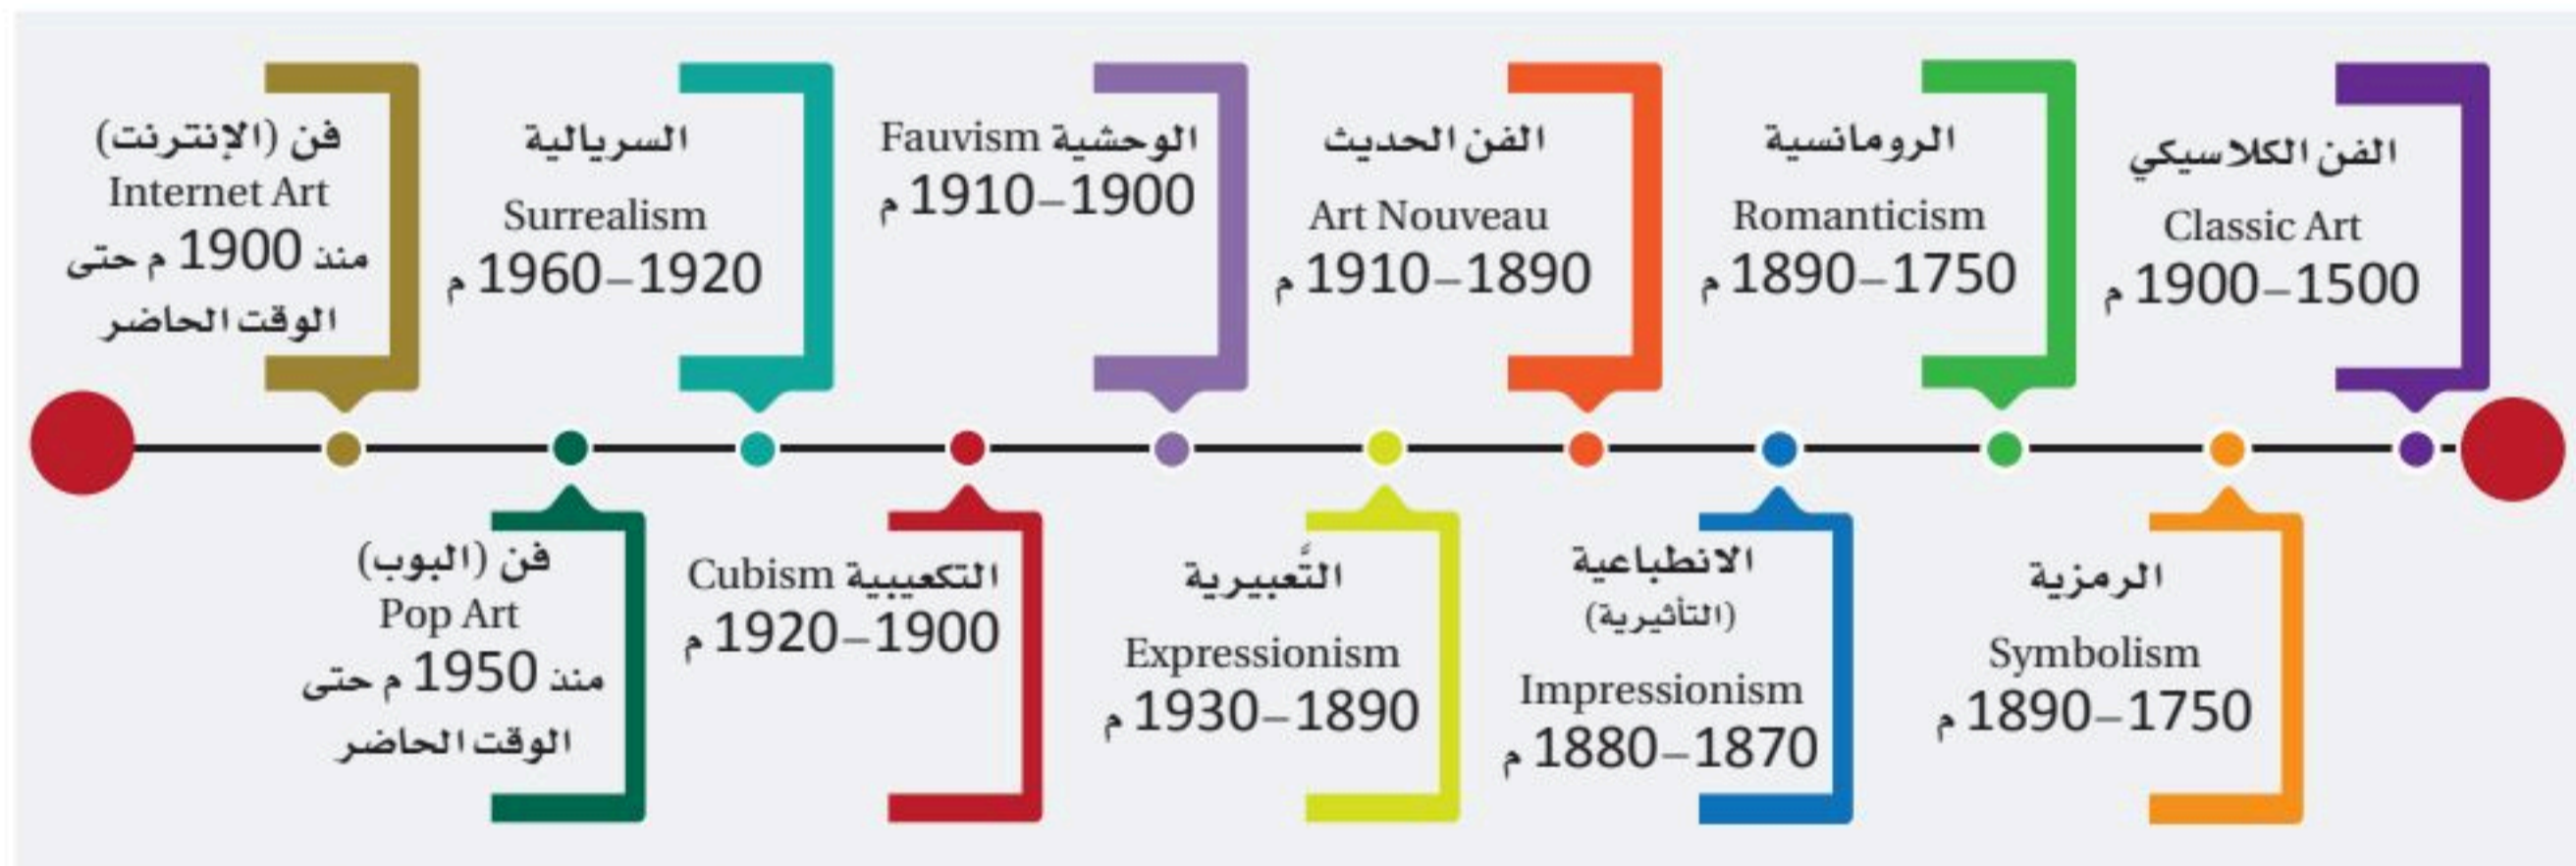 الفن الكلاسيكي
Classic Art
1500–1900 م
الرمزية
Symbolism
1750–1890 م
الرومانسية
Romanticism
1750–1890 م
الانطباعية
(التأثيرية)
Impressionism
1870–1880 م
الفن الحديث
Art Nouveau
1890–1910 م
التَّعبيرية
Expressionism
1890–1930 م
الوحشية Fauvism
1900–1910 م
التكعيبية Cubism
1900–1920 م
السريالية
Surrealism
1920–1960 م
فن (البوب)
Pop Art
منذ 1950 م حتى
الوقت الحاضر
فن (الإنترنت)
Internet Art
منذ 1900 م حتى
الوقت الحاضر